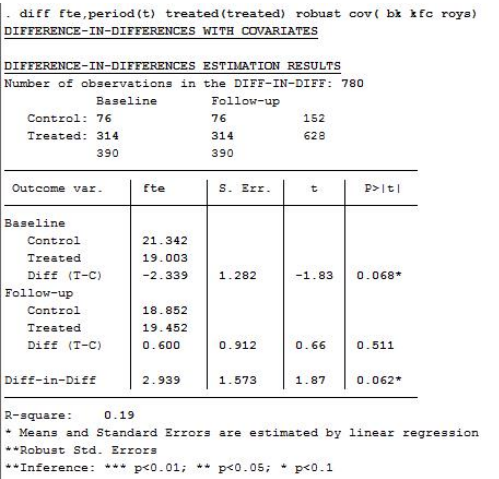 . diff fte,period(t) treated(treated) robust cov( bk kfc roys)
DIFFERENCE-IN-DIFFERENCES WITH COVARIATES
DIFFERENCE-IN-DIFFERENCES ESTIMATION RESULTS
Number of observations in the DIFF-IN-DIFF: 780
Baseline Follow-up
Control: 76 76 152
Treated: 314 314 628
390 390
Outcome var. fte S. Err. t P>|t|
Baseline
Control 21.342
Treated 19.003
Diff (T-C) -2.339 1.282 -1.83 0.068*
Follow-up
Control 18.852
Treated 19.452
Diff (T-C) 0.600 0.912 0.66 0.511
Diff-in-Diff 2.939 1.573 1.87 0.062*
R-square: 0.19
* Means and Standard Errors are estimated by linear regression
**Robust Std. Errors
**Inference: *** p<0.01; ** p<0.05; * p<0.1